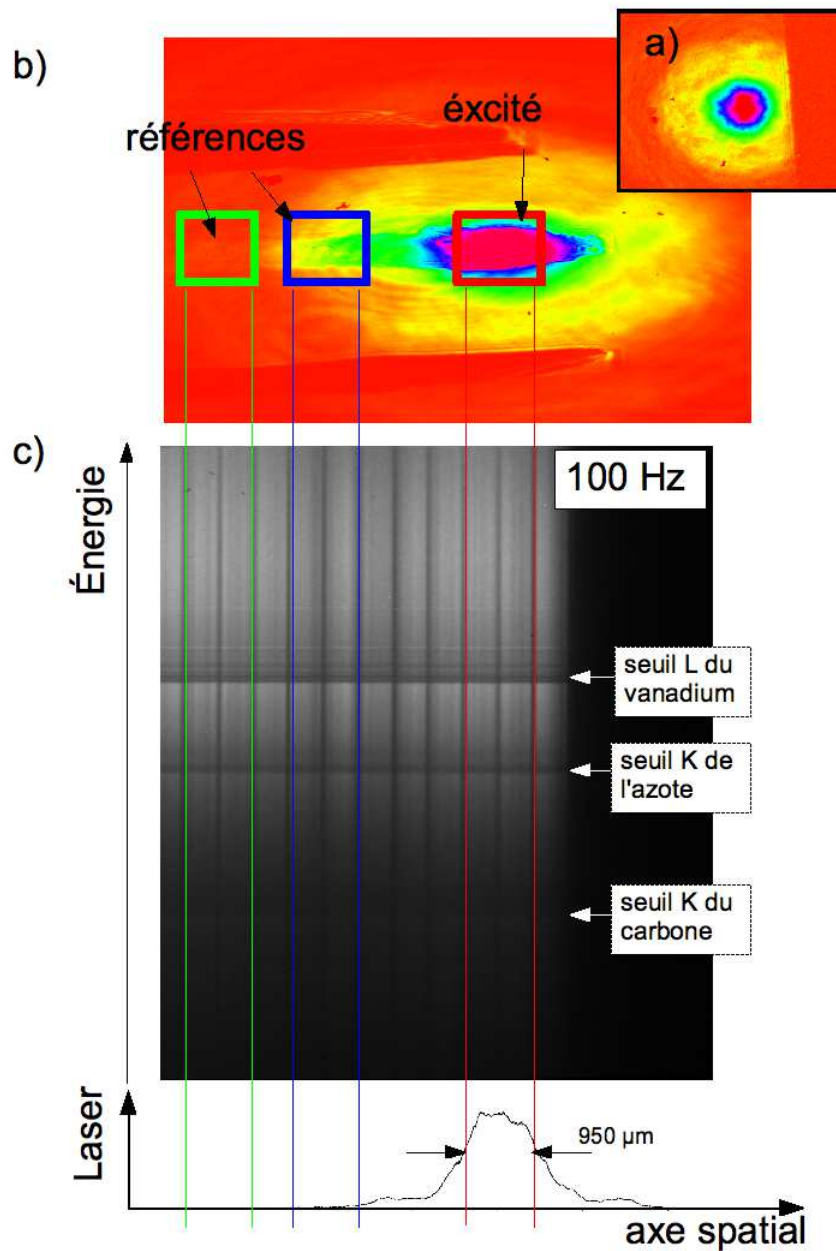 a)
b)
éxcité
références
c)
Énergie
100 Hz
seuil L du
vanadium
seuil K de
l'azote
seuil K du
carbone
Laser
950 µm
axe spatial